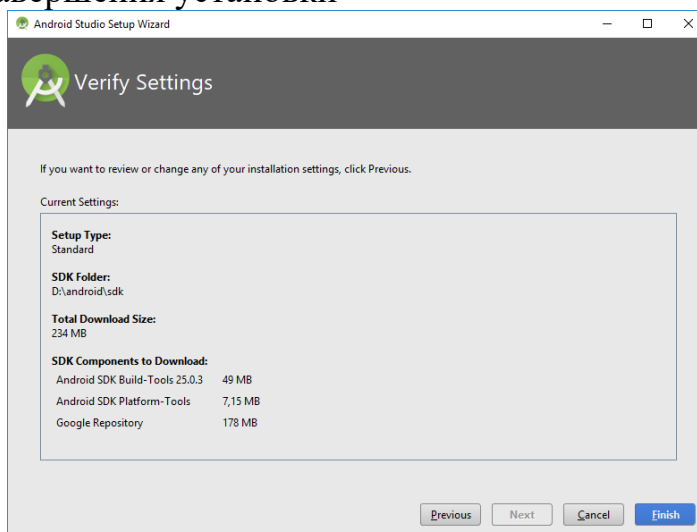 авершения установки
Android Studio Setup Wizard
Verify Settings
If you want to review or change any of your installation settings, click Previous.
Current Settings:
Setup Type:
Standard
SDK Folder:
D:\android\sdk
Total Download Size:
234 MB
SDK Components to Download:
Android SDK Build-Tools 25.0.3 49 MB
Android SDK Platform-Tools 7,15 MB
Google Repository 178 MB
Previous Next Cancel Finish